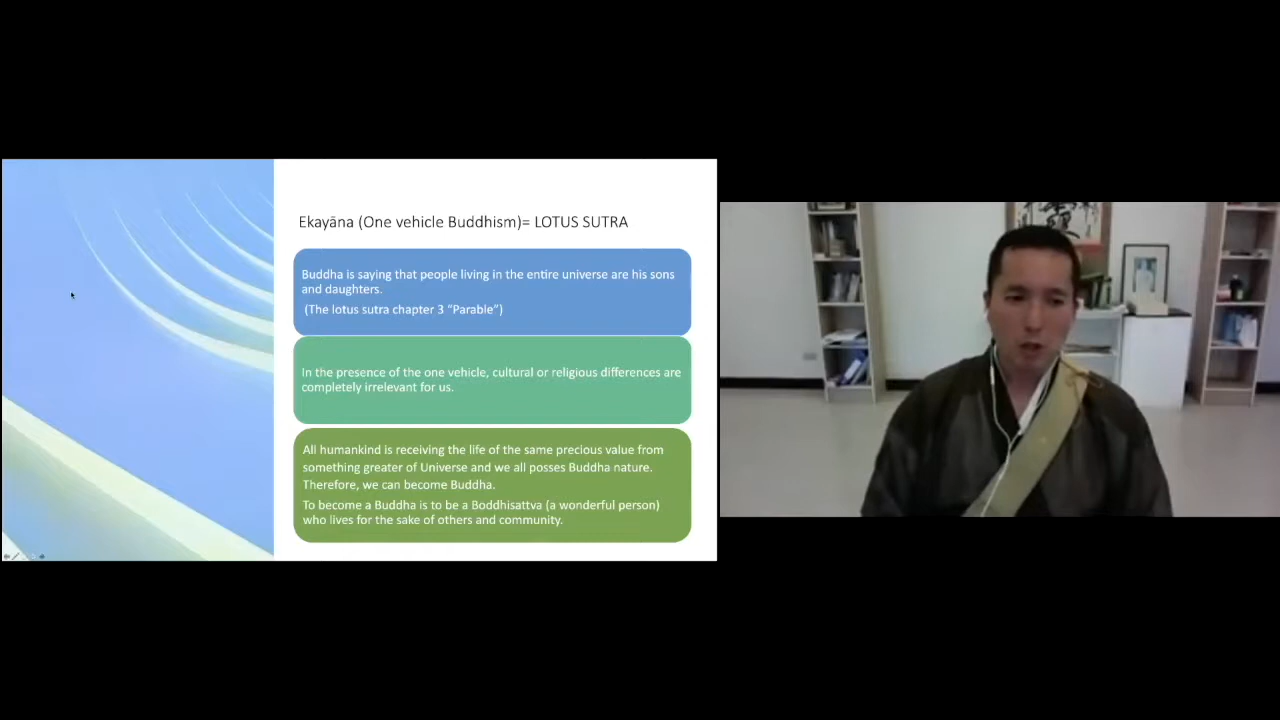 Ekayāna (One vehicle Buddhism)= LOTUS SUTRA
Buddha is saying that people living in the entire universe are his sons
and daughters.
(The lotus sutra chapter 3 “Parable”)
In the presence of the one vehicle, cultural or religious differences are
completely irrelevant for us.
All humankind is receiving the life of the same precious value from
something greater of Universe and we all posses Buddha nature.
Therefore, we can become Buddha.
To become a Buddha is to be a Boddhisattva (a wonderful person)
who lives for the sake of others and community.